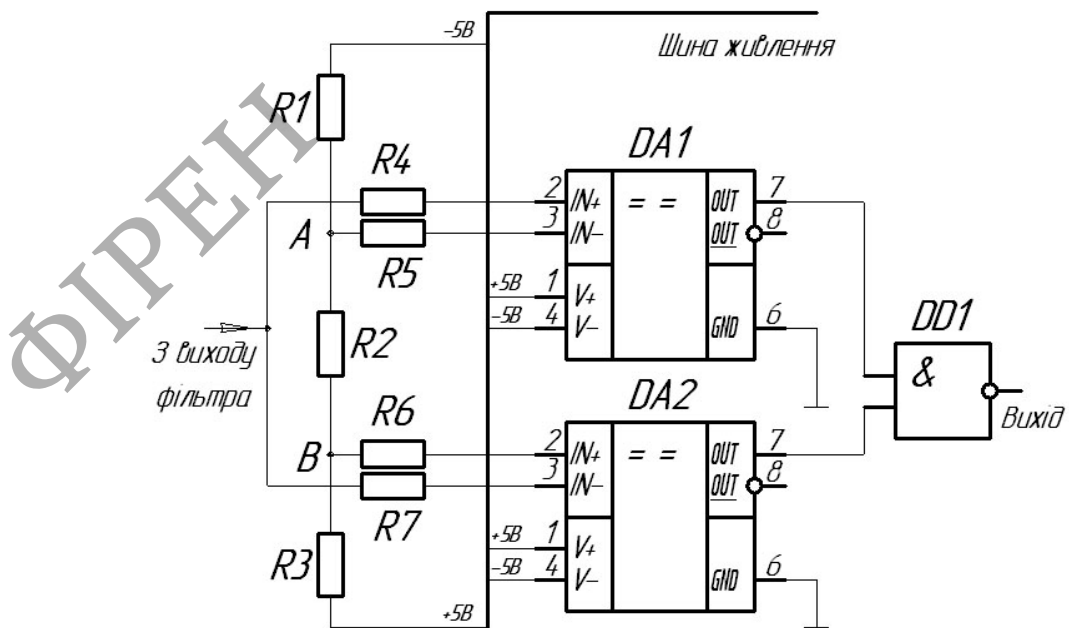 ФІРЕН
–5В
Шина живлення
R1
R4
A
R5
R2
З виходу
фільтра
B
R6
R7
R3
+5В
DA1
2 IN+ = = OUT 7
3 IN– OUT 8
+5В 1 V+
–5В 4 V– GND 6
DA2
2 IN+ = = OUT 7
3 IN– OUT 8
+5В 1 V+
–5В 4 V– GND 6
DD1
&
Вихід